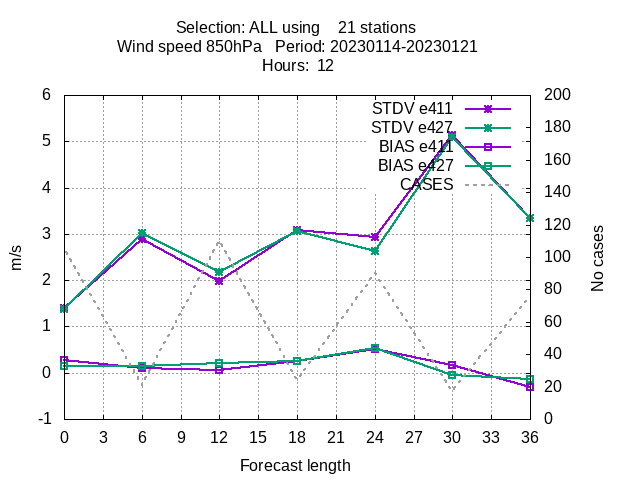 Selection: ALL using    21 stations
Wind speed 850hPa   Period: 20230114-20230121
Hours:  12
6
5
4
3
2
1
0
-1
m/s
STDV e411
STDV e427
BIAS e411
BIAS e427
CASES
200
180
160
140
120
100
80
60
40
20
0
No cases
0 3 6 9 12 15 18 21 24 27 30 33 36
Forecast length